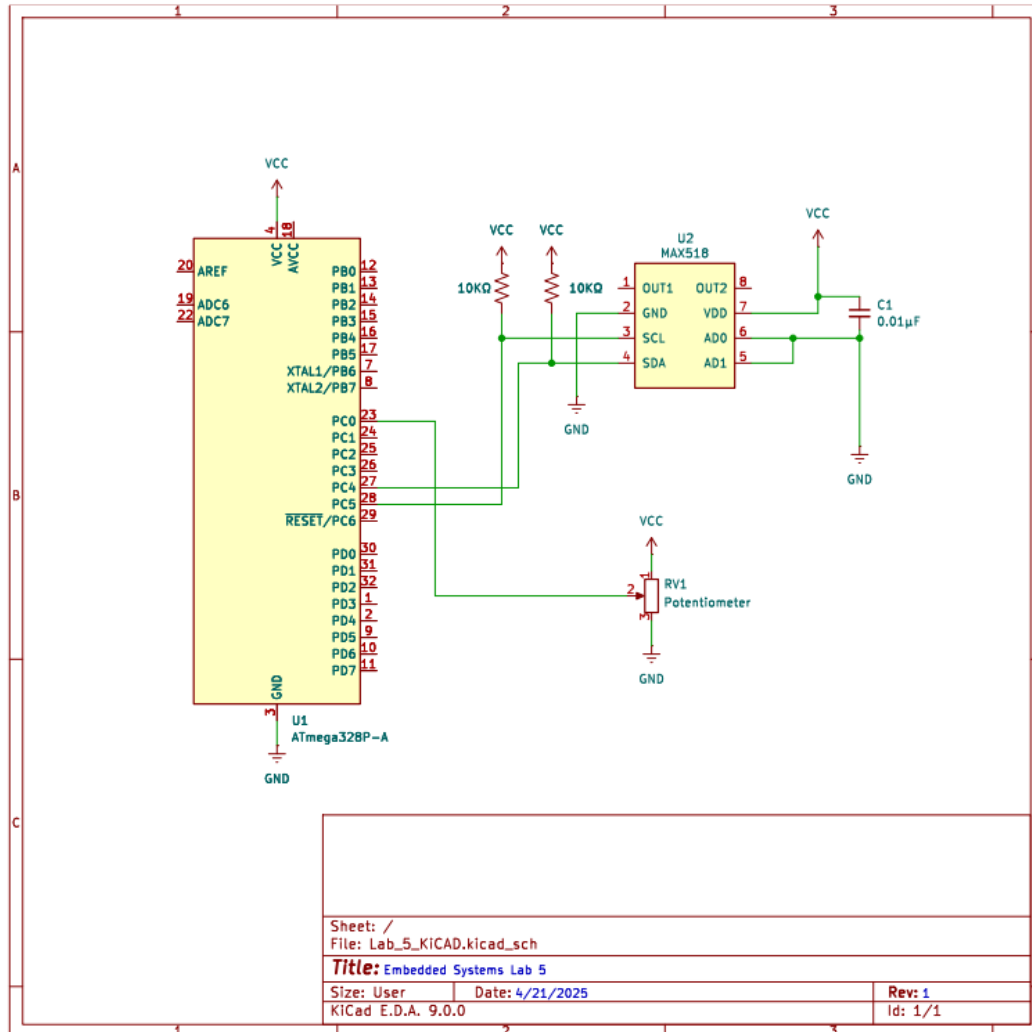 1 2 3
A
B
C
VCC
4 18
VCC AVCC
20 AREF
19 ADC6
22 ADC7
PB0 12
PB1 13
PB2 14
PB3 15
PB4 16
PB5 17
XTAL1/PB6 7
XTAL2/PB7 8
PC0 23
PC1 24
PC2 25
PC3 26
PC4 27
PC5 28
RESET/PC6 29
PD0 30
PD1 31
PD2 32
PD3 1
PD4 2
PD5 9
PD6 10
PD7 11
GND
3
U1
ATmega328P-A
GND
VCC VCC
10KΩ 10KΩ
U2
MAX518
1 OUT1 OUT2 8
2 GND VDD 7
3 SCL AD0 6
4 SDA AD1 5
GND
VCC
C1
0.01µF
GND
VCC
1
2
3
RV1
Potentiometer
GND
Sheet: /
File: Lab_5_KiCAD.kicad_sch
Title: Embedded Systems Lab 5
Size: User Date: 4/21/2025 Rev: 1
KiCad E.D.A. 9.0.0 Id: 1/1
1 2 3